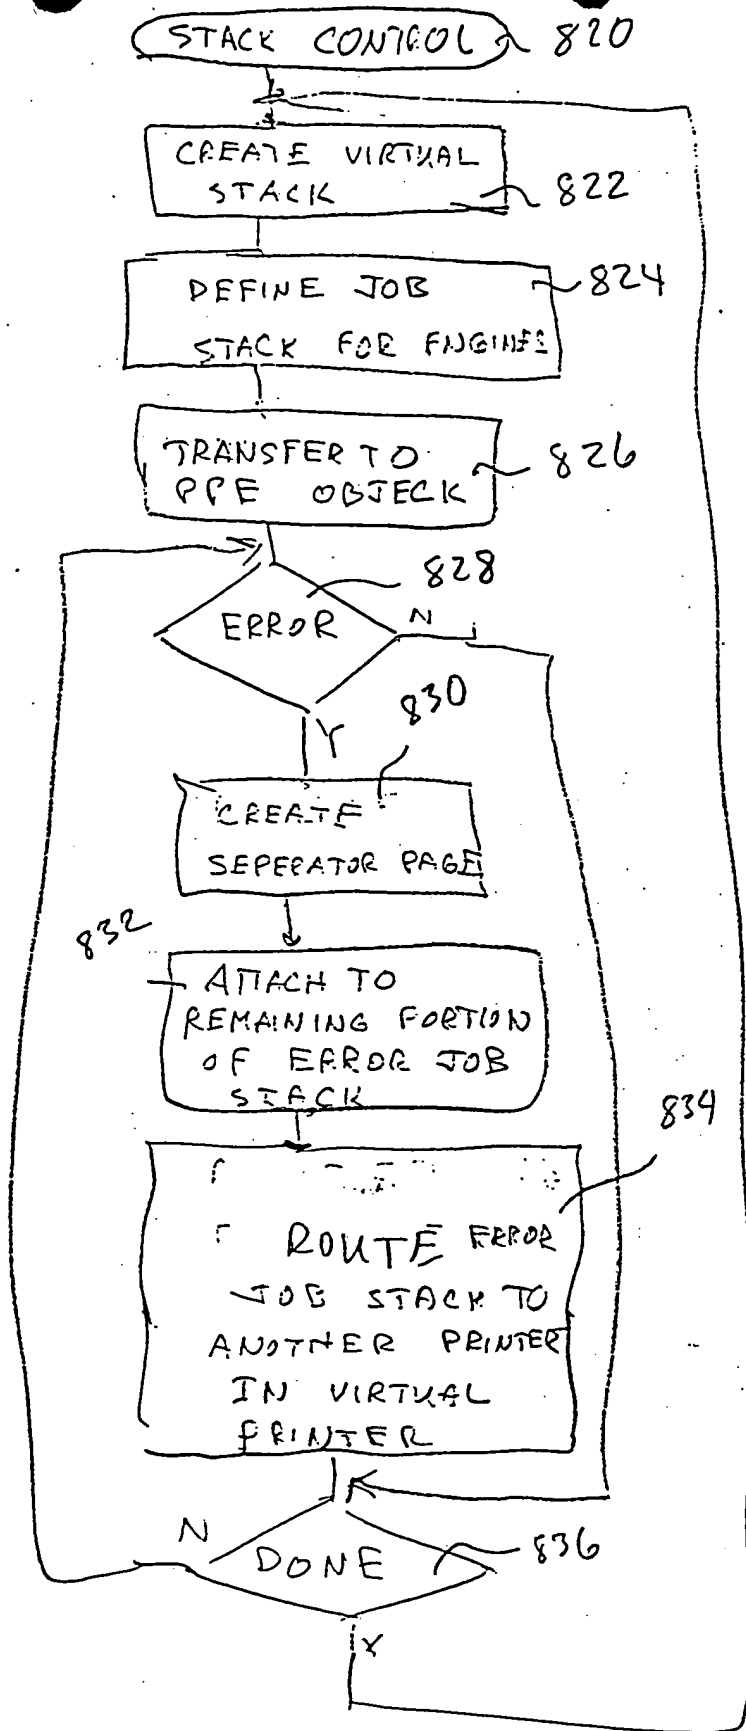 STACK CONTROL 820
CREATE VIRTUAL
STACK 822
DEFINE JOB 824
STACK FOR ENGINES
TRANSFER TO 826
PPE OBJECK
828
ERROR N
Y 830
CREATE
SEPERATOR PAGE
832
ATTACH TO
REMAINING PORTION
OF ERROR JOB
STACK
834
ROUTE ERROR
JOB STACK TO
ANOTHER PRINTER
IN VIRTUAL
PRINTER
N
DONE 836
Y